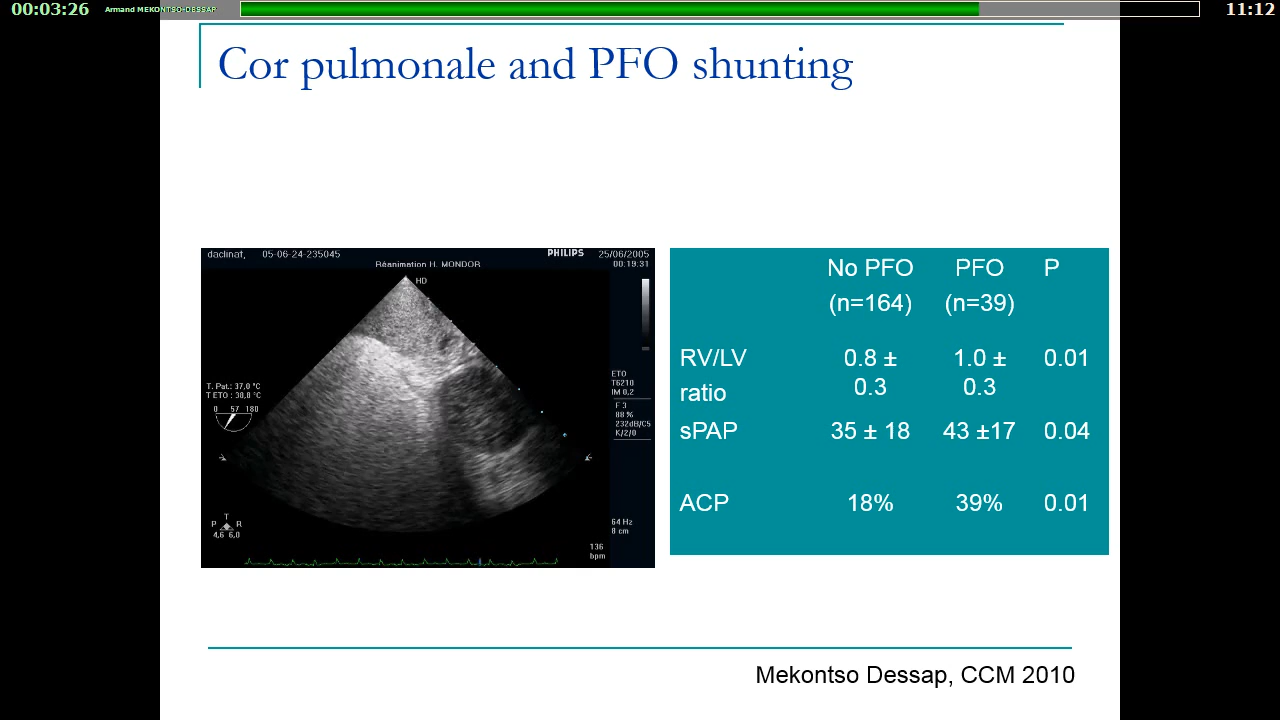 00:03:26 Armand MEKONTSO-DESSAP 11:12
Cor pulmonale and PFO shunting
daclinat, 05-06-24-235045 PHILIPS 25/06/2005
Réanimation H. MONDOR 00:19:31
HD
T. Pat.: 37,0 °C
T ETO : 38,8 °C
0 57 180
ETO
T6210
IM 0,2
F 3
88 %
232dB/C5
K/2/0
T
P R
4,6 6,0
64 Hz
8 cm
136
bpm
No PFO PFO P
(n=164) (n=39)
RV/LV 0.8 ± 1.0 ± 0.01
ratio 0.3 0.3
sPAP 35 ± 18 43 ±17 0.04
ACP 18% 39% 0.01
Mekontso Dessap, CCM 2010